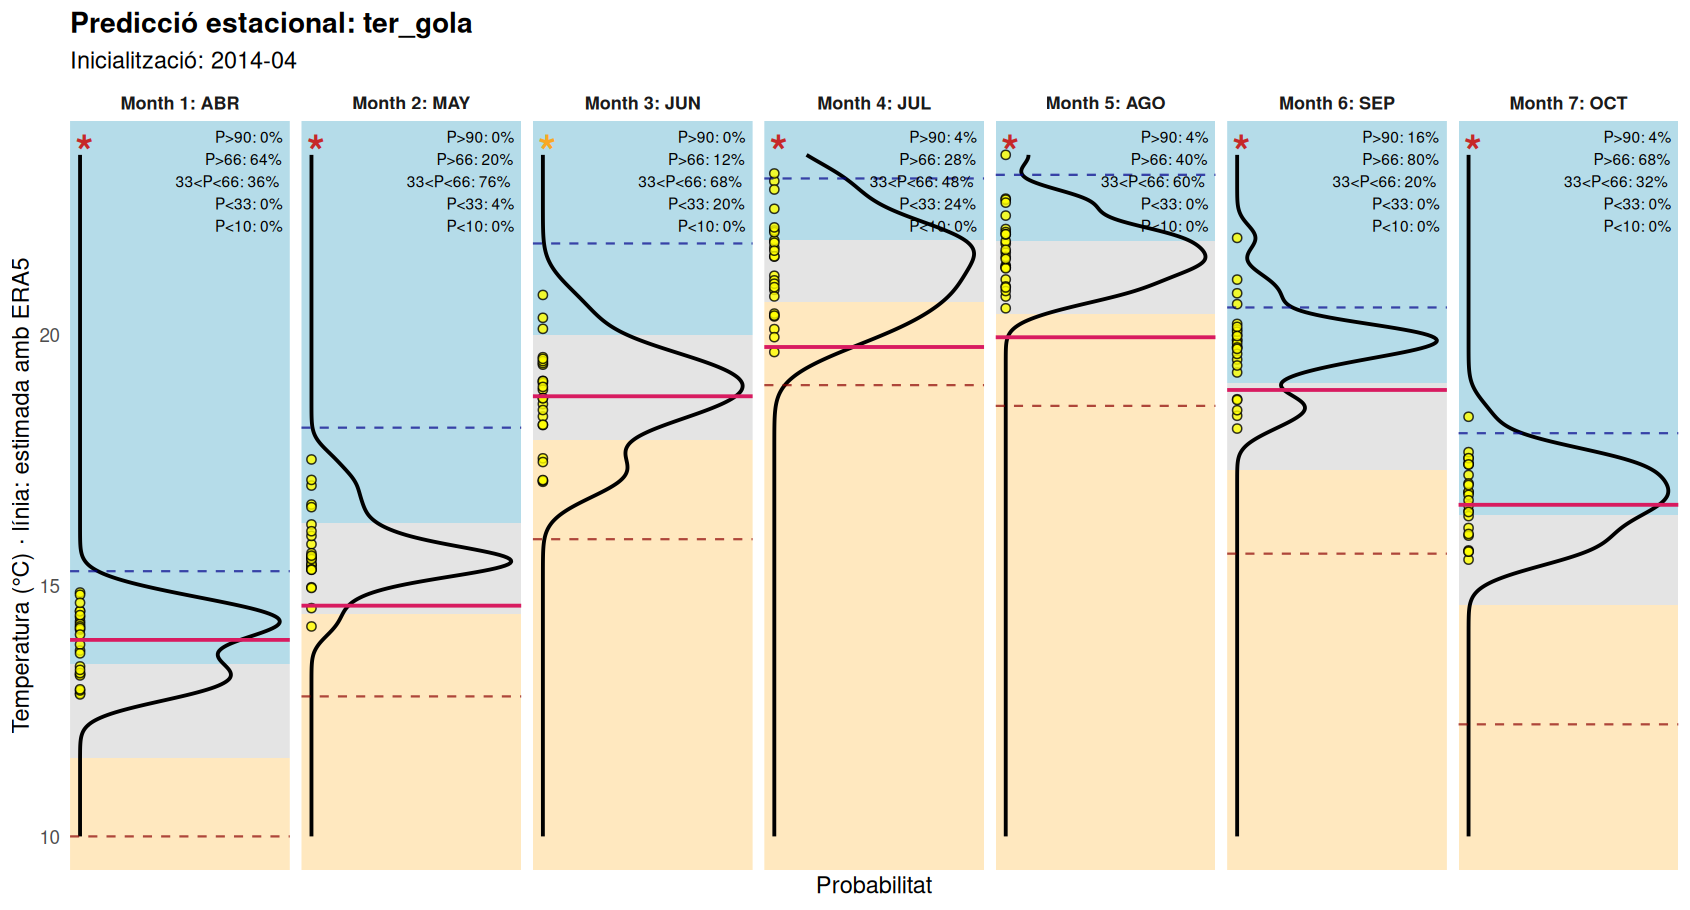 Predicció estacional: ter_gola
Inicialització: 2014-04
Month 1: ABR
Month 2: MAY
Month 3: JUN
Month 4: JUL
Month 5: AGO
Month 6: SEP
Month 7: OCT
*
P>90: 0%
P>66: 64%
33<P<66: 36%
P<33: 0%
P<10: 0%
*
P>90: 0%
P>66: 20%
33<P<66: 76%
P<33: 4%
P<10: 0%
*
P>90: 0%
P>66: 12%
33<P<66: 68%
P<33: 20%
P<10: 0%
*
P>90: 4%
P>66: 28%
33<P<66: 48%
P<33: 24%
P<10: 0%
*
P>90: 4%
P>66: 40%
33<P<66: 60%
P<33: 0%
P<10: 0%
*
P>90: 16%
P>66: 80%
33<P<66: 20%
P<33: 0%
P<10: 0%
*
P>90: 4%
P>66: 68%
33<P<66: 32%
P<33: 0%
P<10: 0%
Temperatura (°C) · línia: estimada amb ERA5
20
15
10
Probabilitat